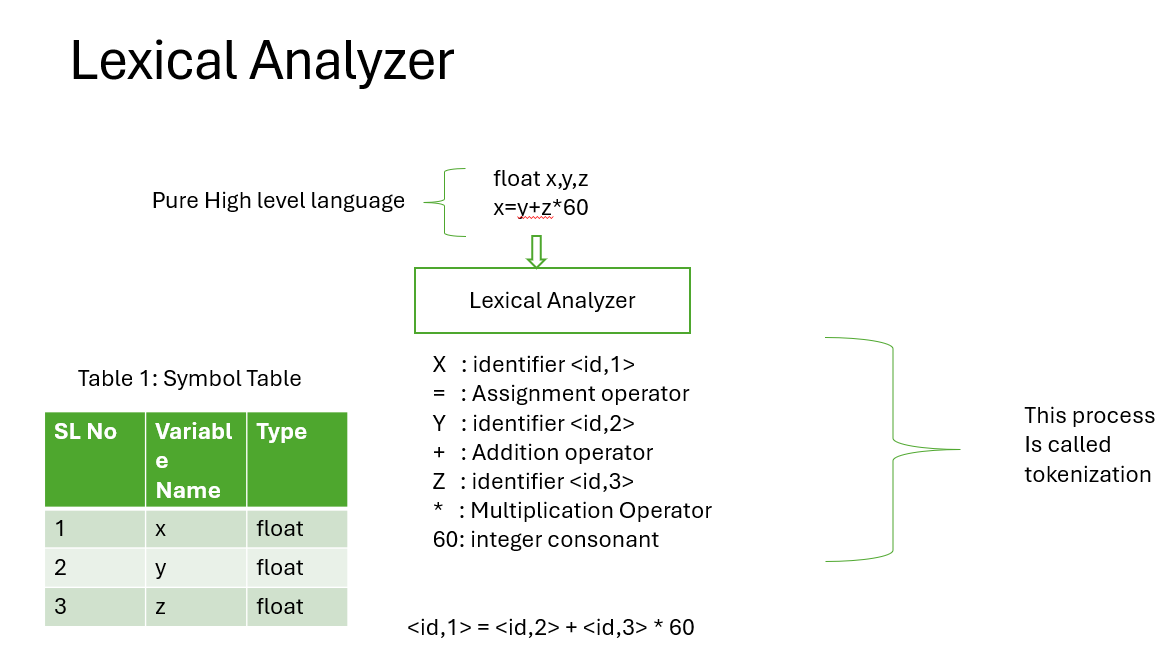 Lexical Analyzer
Pure High level language
float x,y,z
x=y+z*60
Lexical Analyzer
X : identifier <id,1>
= : Assignment operator
Y : identifier <id,2>
+ : Addition operator
Z : identifier <id,3>
* : Multiplication Operator
60: integer consonant
This process
Is called
tokenization
Table 1: Symbol Table
SL No Variabl Type
e
Name
1 x float
2 y float
3 z float
<id,1> = <id,2> + <id,3> * 60